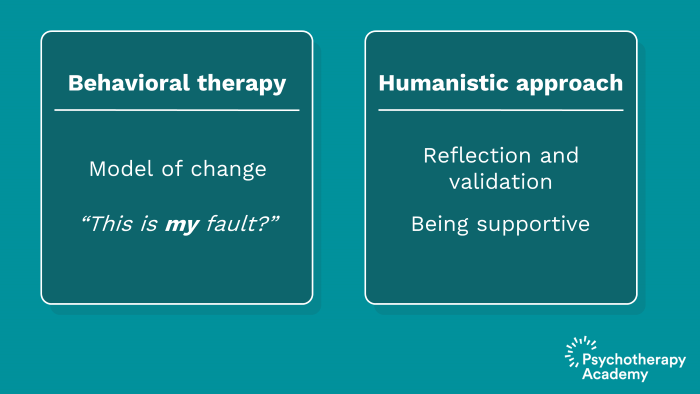 Behavioral therapy
Model of change
“This is my fault?”
Humanistic approach
Reflection and
validation
Being supportive
Psychotherapy
Academy